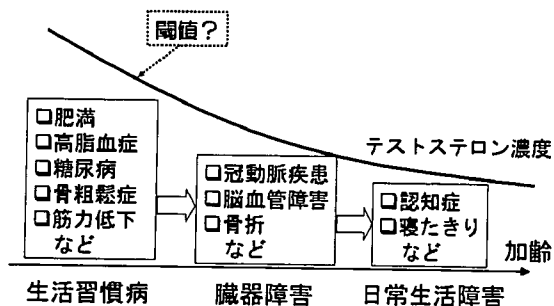 閾値？
テストステロン濃度
❑肥満
❑高脂血症
❑糖尿病
❑骨粗鬆症
❑筋力低下
など
❑冠動脈疾患
❑脳血管障害
❑骨折
など
❑認知症
❑寝たきり
など
加齢
生活習慣病
臓器障害
日常生活障害